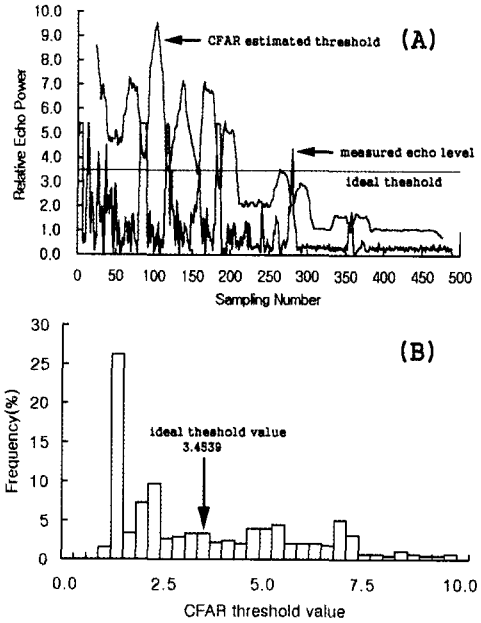 (A)
CFAR estimated threshold
measured echo level
ideal theshold
Relative Echo Power
10.0
9.0
8.0
7.0
6.0
5.0
4.0
3.0
2.0
1.0
0.0
0 50 100 150 200 250 300 350 400 450 500
Sampling Number
(B)
ideal theshold value
3.4539
Frequency(%)
30
25
20
15
10
5
0
0.0 2.5 5.0 7.5 10.0
CFAR threshold value